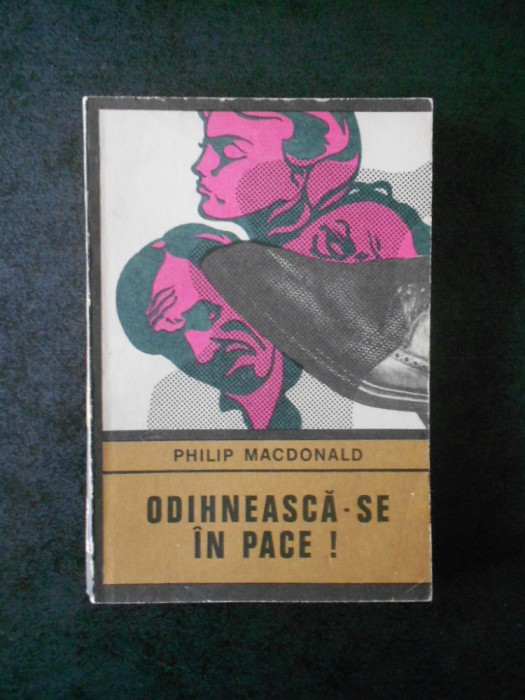 PHILIP MACDONALD
ODIHNEASCĂ-SE
ÎN PACE !